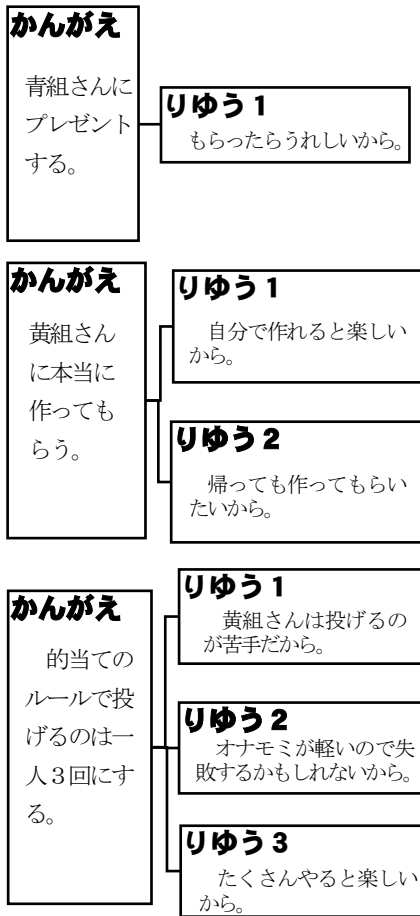 かんがえ
青組さんに
プレゼント
する。
りゆう1
もらったらうれしいから。
かんがえ
黄組さん
に本当に
作っても
らう。
りゆう1
自分で作れると楽しい
から。
りゆう2
帰っても作ってもらい
たいから。
かんがえ
的当ての
ルールで投
げるのは一
人3回にす
る。
りゆう1
黄組さんは投げるの
が苦手だから。
りゆう2
オナモミが軽いので失
敗するかもしれないから。
りゆう3
たくさんやると楽しい
から。